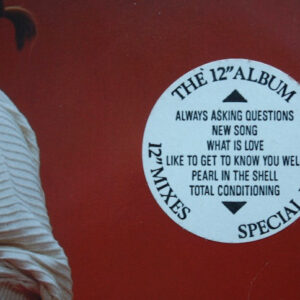 THE 12" ALBUM
ALWAYS ASKING QUESTIONS
NEW SONG
WHAT IS LOVE
LIKE TO GET TO KNOW YOU WEL
PEARL IN THE SHELL
TOTAL CONDITIONING
12" MIXES
SPECIAL